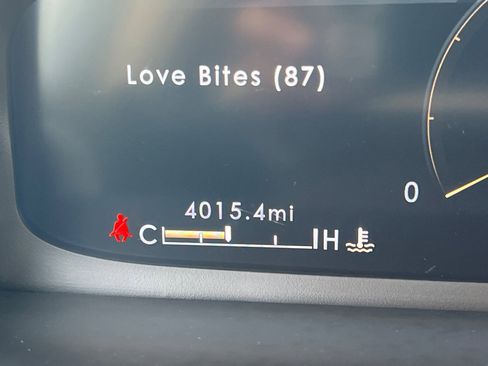 Love Bites (87)
0
4015.4mi
C H